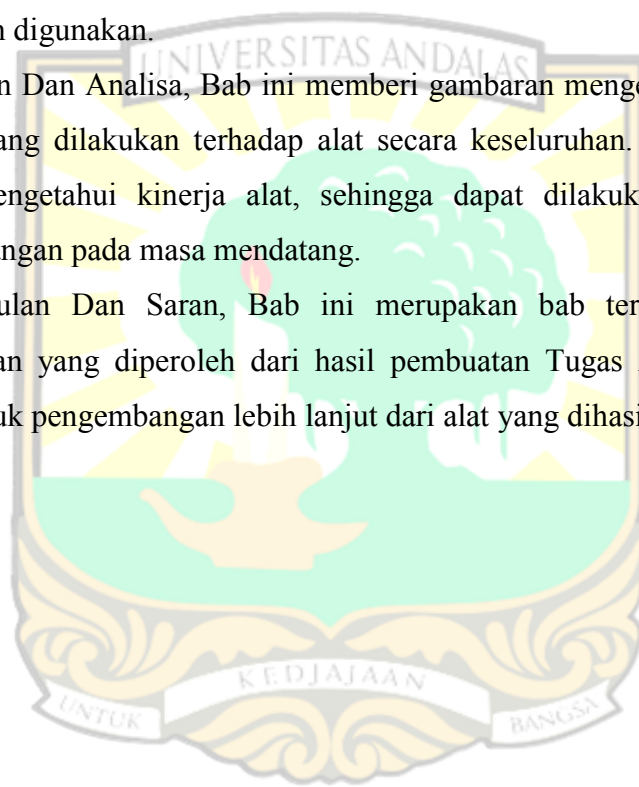 n digunakan.
UNIVERSITAS ANDALAS
n Dan Analisa, Bab ini memberi gambaran menge
ang dilakukan terhadap alat secara keseluruhan.
engetahui kinerja alat, sehingga dapat dilakuk
angan pada masa mendatang.
ulan Dan Saran, Bab ini merupakan bab ter
an yang diperoleh dari hasil pembuatan Tugas
uk pengembangan lebih lanjut dari alat yang dihasi
KEDJAJAAN
UNTUK BANGSA